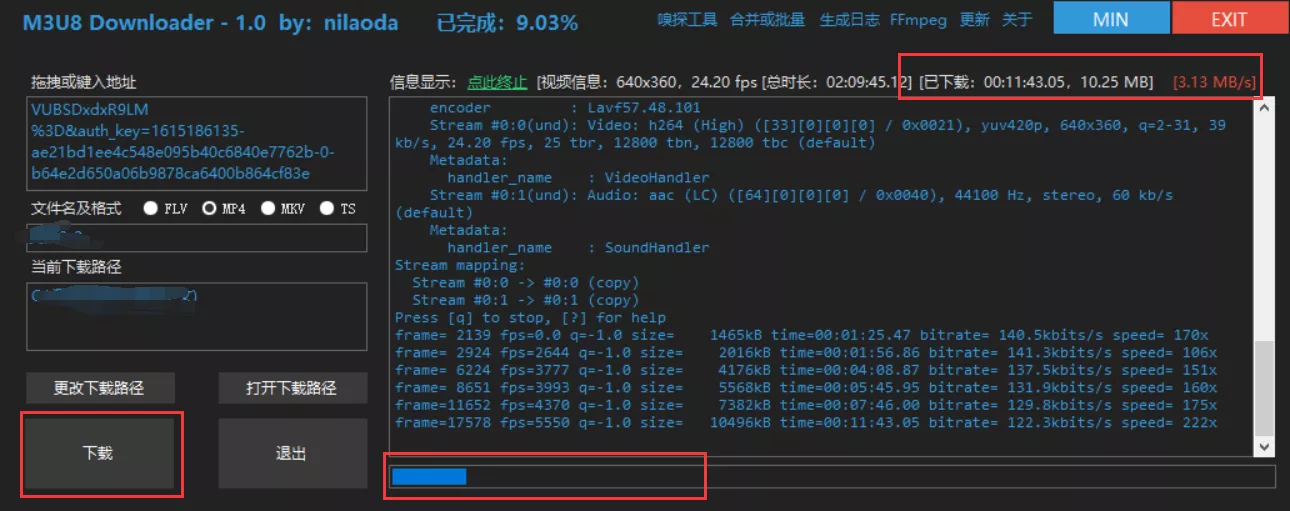 M3U8 Downloader - 1.0 by: nilaoda 已完成：9.03% 嗅探工具 合并或批量 生成日志 FFmpeg 更新 关于 MIN EXIT
拖拽或键入地址
VUBSDxdxR9LM
%3D&auth_key=1615186135-
ae21bd1ee4c548e095b40c6840e7762b-0-
b64e2d650a06b9878ca6400b864cf83e
文件名及格式 FLV MP4 MKV TS
当前下载路径
更改下载路径 打开下载路径
下载 退出
信息显示： 点此终止 [视频信息：640x360，24.20 fps [总时长：02:09:45.12] [已下载：00:11:43.05，10.25 MB] [3.13 MB/s]
encoder : Lavf57.48.101
Stream #0:0(und): Video: h264 (High) ([33][0][0][0] / 0x0021), yuv420p, 640x360, q=2-31, 39
kb/s, 24.20 fps, 25 tbr, 12800 tbn, 12800 tbc (default)
Metadata:
handler_name : VideoHandler
Stream #0:1(und): Audio: aac (LC) ([64][0][0][0] / 0x0040), 44100 Hz, stereo, 60 kb/s
(default)
Metadata:
handler_name : SoundHandler
Stream mapping:
Stream #0:0 -> #0:0 (copy)
Stream #0:1 -> #0:1 (copy)
Press [q] to stop, [?] for help
frame= 2139 fps=0.0 q=-1.0 size= 1465kB time=00:01:25.47 bitrate= 140.5kbits/s speed= 170x
frame= 2924 fps=2644 q=-1.0 size= 2016kB time=00:01:56.86 bitrate= 141.3kbits/s speed= 106x
frame= 6224 fps=3777 q=-1.0 size= 4176kB time=00:04:08.87 bitrate= 137.5kbits/s speed= 151x
frame= 8651 fps=3993 q=-1.0 size= 5568kB time=00:05:45.95 bitrate= 131.9kbits/s speed= 160x
frame=11652 fps=4370 q=-1.0 size= 7382kB time=00:07:46.00 bitrate= 129.8kbits/s speed= 175x
frame=17578 fps=5550 q=-1.0 size= 10496kB time=00:11:43.05 bitrate= 122.3kbits/s speed= 222x